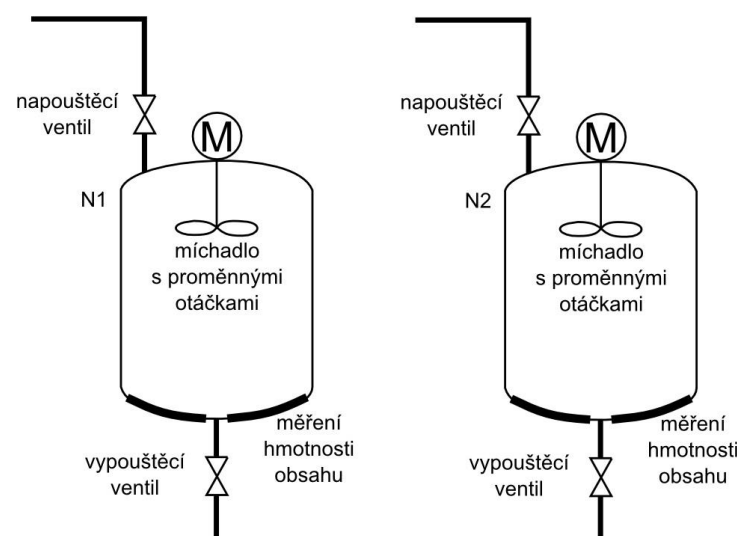 napouštěcí
ventil
M
N1
míchadlo
s proměnnými
otáčkami
měření
hmotnosti
obsahu
vypouštěcí
ventil
napouštěcí
ventil
M
N2
míchadlo
s proměnnými
otáčkami
měření
hmotnosti
obsahu
vypouštěcí
ventil